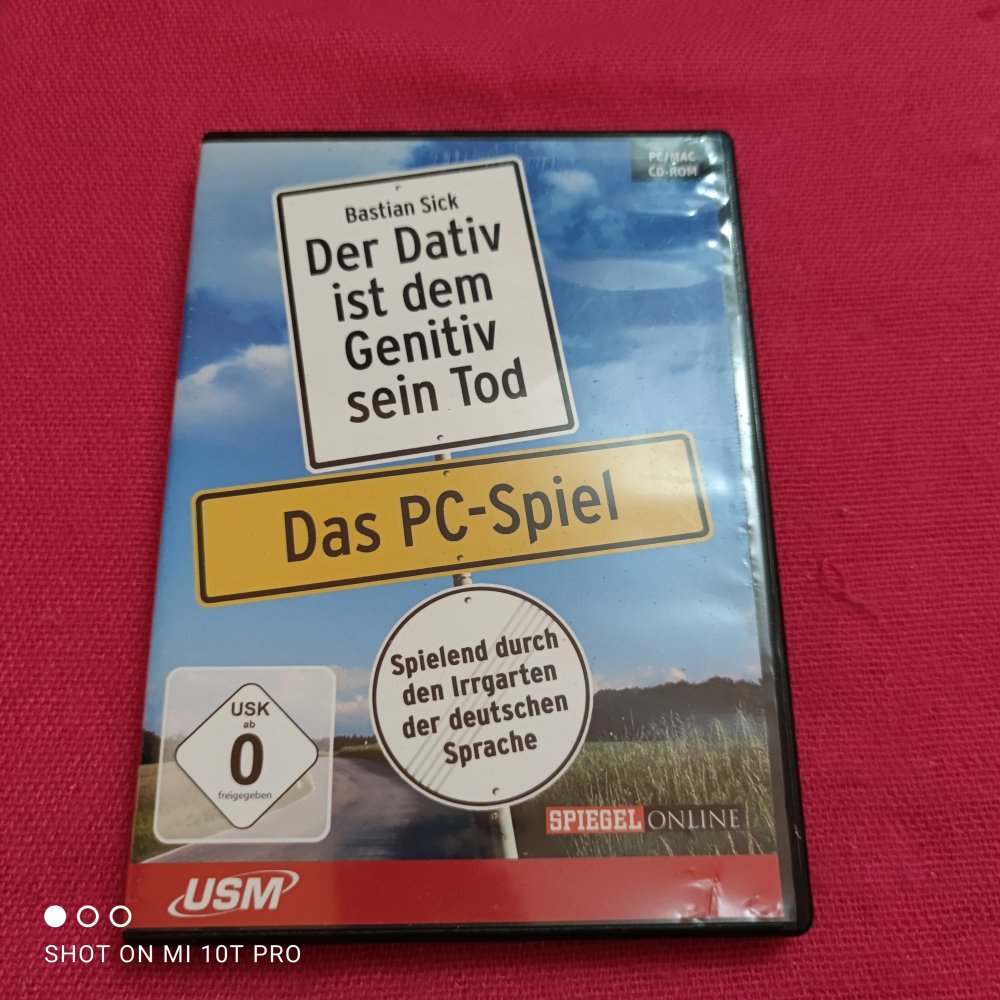 PC/MAC
CD-ROM
Bastian Sick
Der Dativ
ist dem
Genitiv
sein Tod
Das PC-Spiel
Spielend durch
den Irrgarten
der deutschen
Sprache
USK
ab
0
freigegeben
SPIEGEL ONLINE
USM
SHOT ON MI 10T PRO